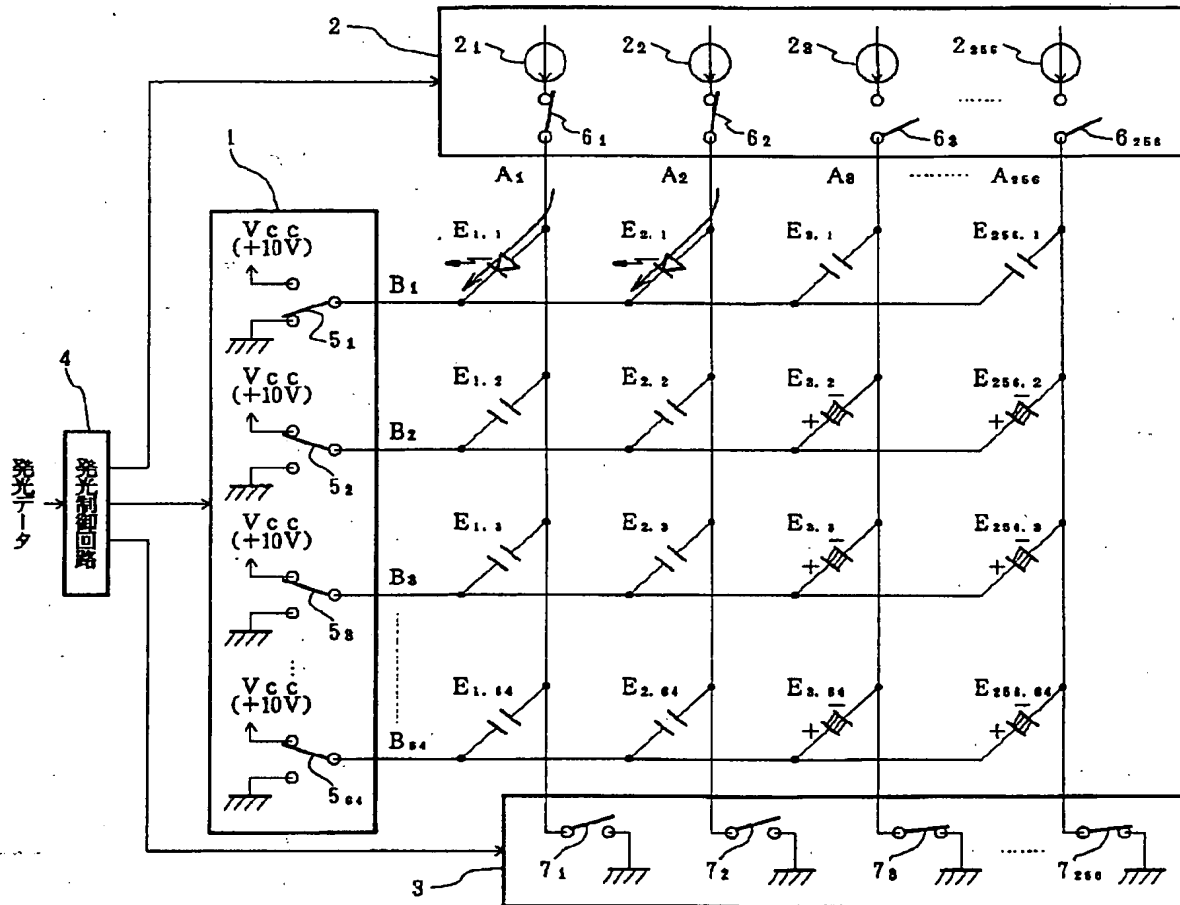 2
2₁ 2₂ 2₃ 2₂₅₆
6₁ 6₂ 6₃ ‥‥‥ 6₂₅₆
1
A₁ A₂ A₃ ‥‥‥ A₂₅₆
Vcc
(+10V)
5₁
B₁
E₁.₁ E₂.₁ E₃.₁ E₂₅₆.₁
Vcc
(+10V)
5₂
B₂
E₁.₂ E₂.₂ E₃.₂ E₂₅₆.₂
+ − + −
4
発光データ
発光制御回路
Vcc
(+10V)
5₃
B₃
E₁.₃ E₂.₃ E₃.₃ E₂₅₆.₃
+ − + −
Vcc
(+10V)
5₆₄
B₆₄
E₁.₆₄ E₂.₆₄ E₃.₆₄ E₂₅₆.₆₄
+ − + −
3
7₁ 7₂ 7₃ ‥‥‥ 7₂₅₆